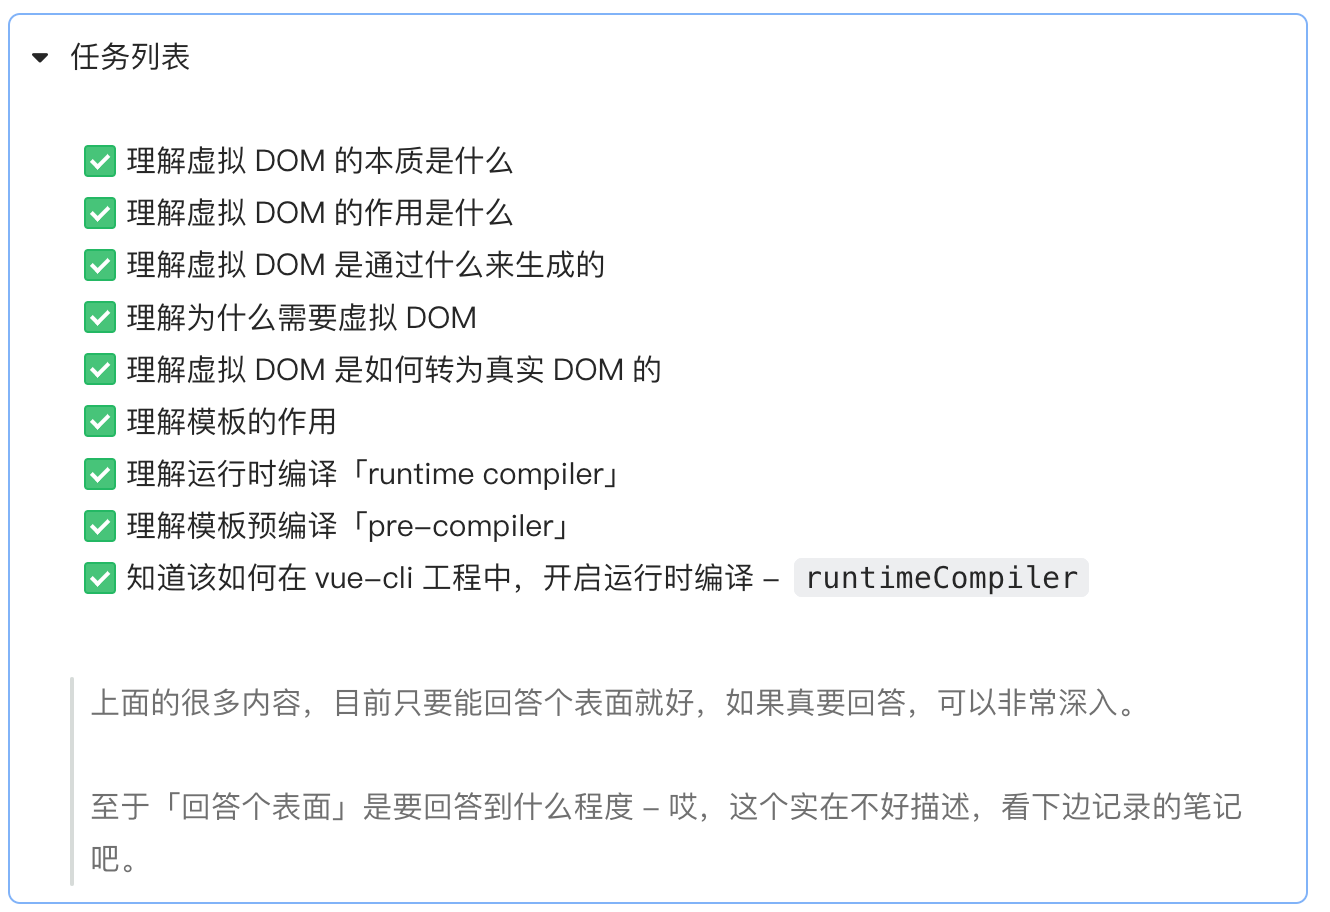 任务列表
理解虚拟 DOM 的本质是什么
理解虚拟 DOM 的作用是什么
理解虚拟 DOM 是通过什么来生成的
理解为什么需要虚拟 DOM
理解虚拟 DOM 是如何转为真实 DOM 的
理解模板的作用
理解运行时编译「runtime compiler」
理解模板预编译「pre-compiler」
知道该如何在 vue-cli 工程中，开启运行时编译 - runtimeCompiler
上面的很多内容，目前只要能回答个表面就好，如果真要回答，可以非常深入。
至于「回答个表面」是要回答到什么程度 - 哎，这个实在不好描述，看下边记录的笔记
吧。